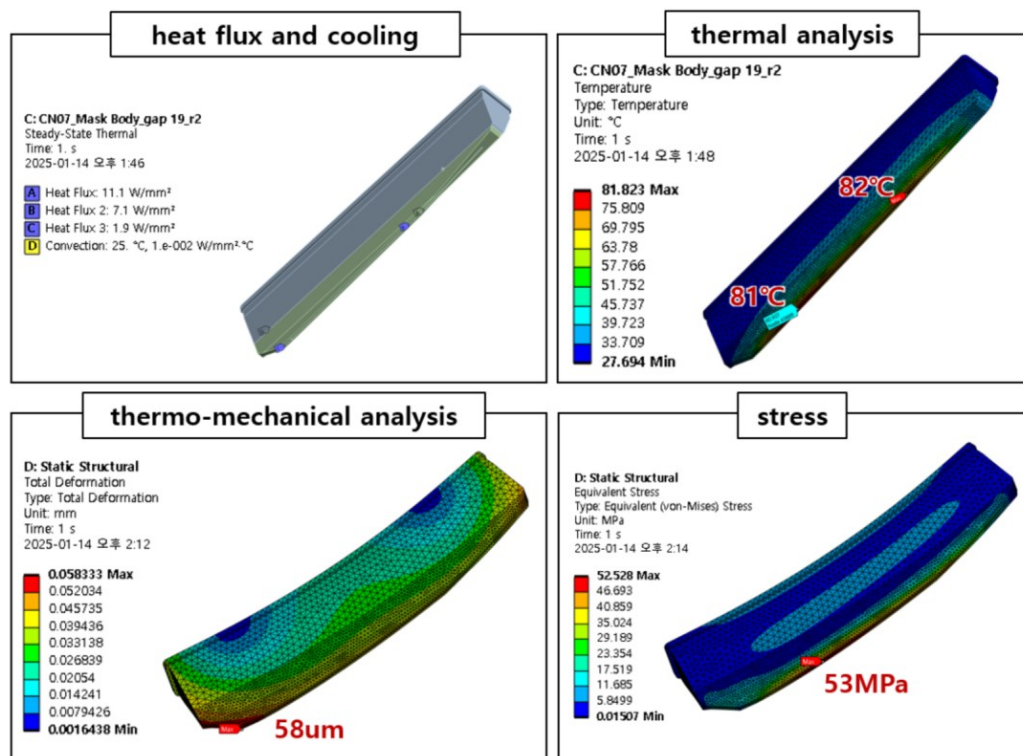 heat flux and cooling
C: CN07_Mask Body_gap 19_r2
Steady-State Thermal
Time: 1. s
2025-01-14 오후 1:46
A Heat Flux: 11.1 W/mm²
B Heat Flux 2: 7.1 W/mm²
C Heat Flux 3: 1.9 W/mm²
D Convection: 25. °C, 1.e-002 W/mm²·°C
thermal analysis
C: CN07_Mask Body_gap 19_r2
Temperature
Type: Temperature
Unit: °C
Time: 1 s
2025-01-14 오후 1:48
81.823 Max
75.809
69.795
63.78
57.766
51.752
45.737
39.723
33.709
27.694 Min
82℃
81℃
thermo-mechanical analysis
D: Static Structural
Total Deformation
Type: Total Deformation
Unit: mm
Time: 1 s
2025-01-14 오후 2:12
0.058333 Max
0.052034
0.045735
0.039436
0.033138
0.026839
0.02054
0.014241
0.0079426
0.0016438 Min
Max
58um
stress
D: Static Structural
Equivalent Stress
Type: Equivalent (von-Mises) Stress
Unit: MPa
Time: 1 s
2025-01-14 오후 2:14
52.528 Max
46.693
40.859
35.024
29.189
23.354
17.519
11.685
5.8499
0.01507 Min
Max
53MPa